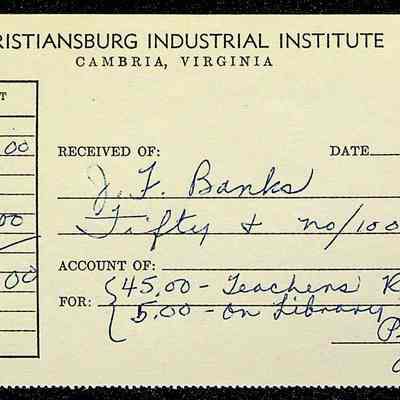 RISTIANSBURG INDUSTRIAL INSTITUTE
CAMBRIA, VIRGINIA
T
00
00
00
RECEIVED OF: DATE
J. F. Banks
Fifty & no/100
ACCOUNT OF:
FOR: 45.00 - Teachers' R
5.00 - on Library
P